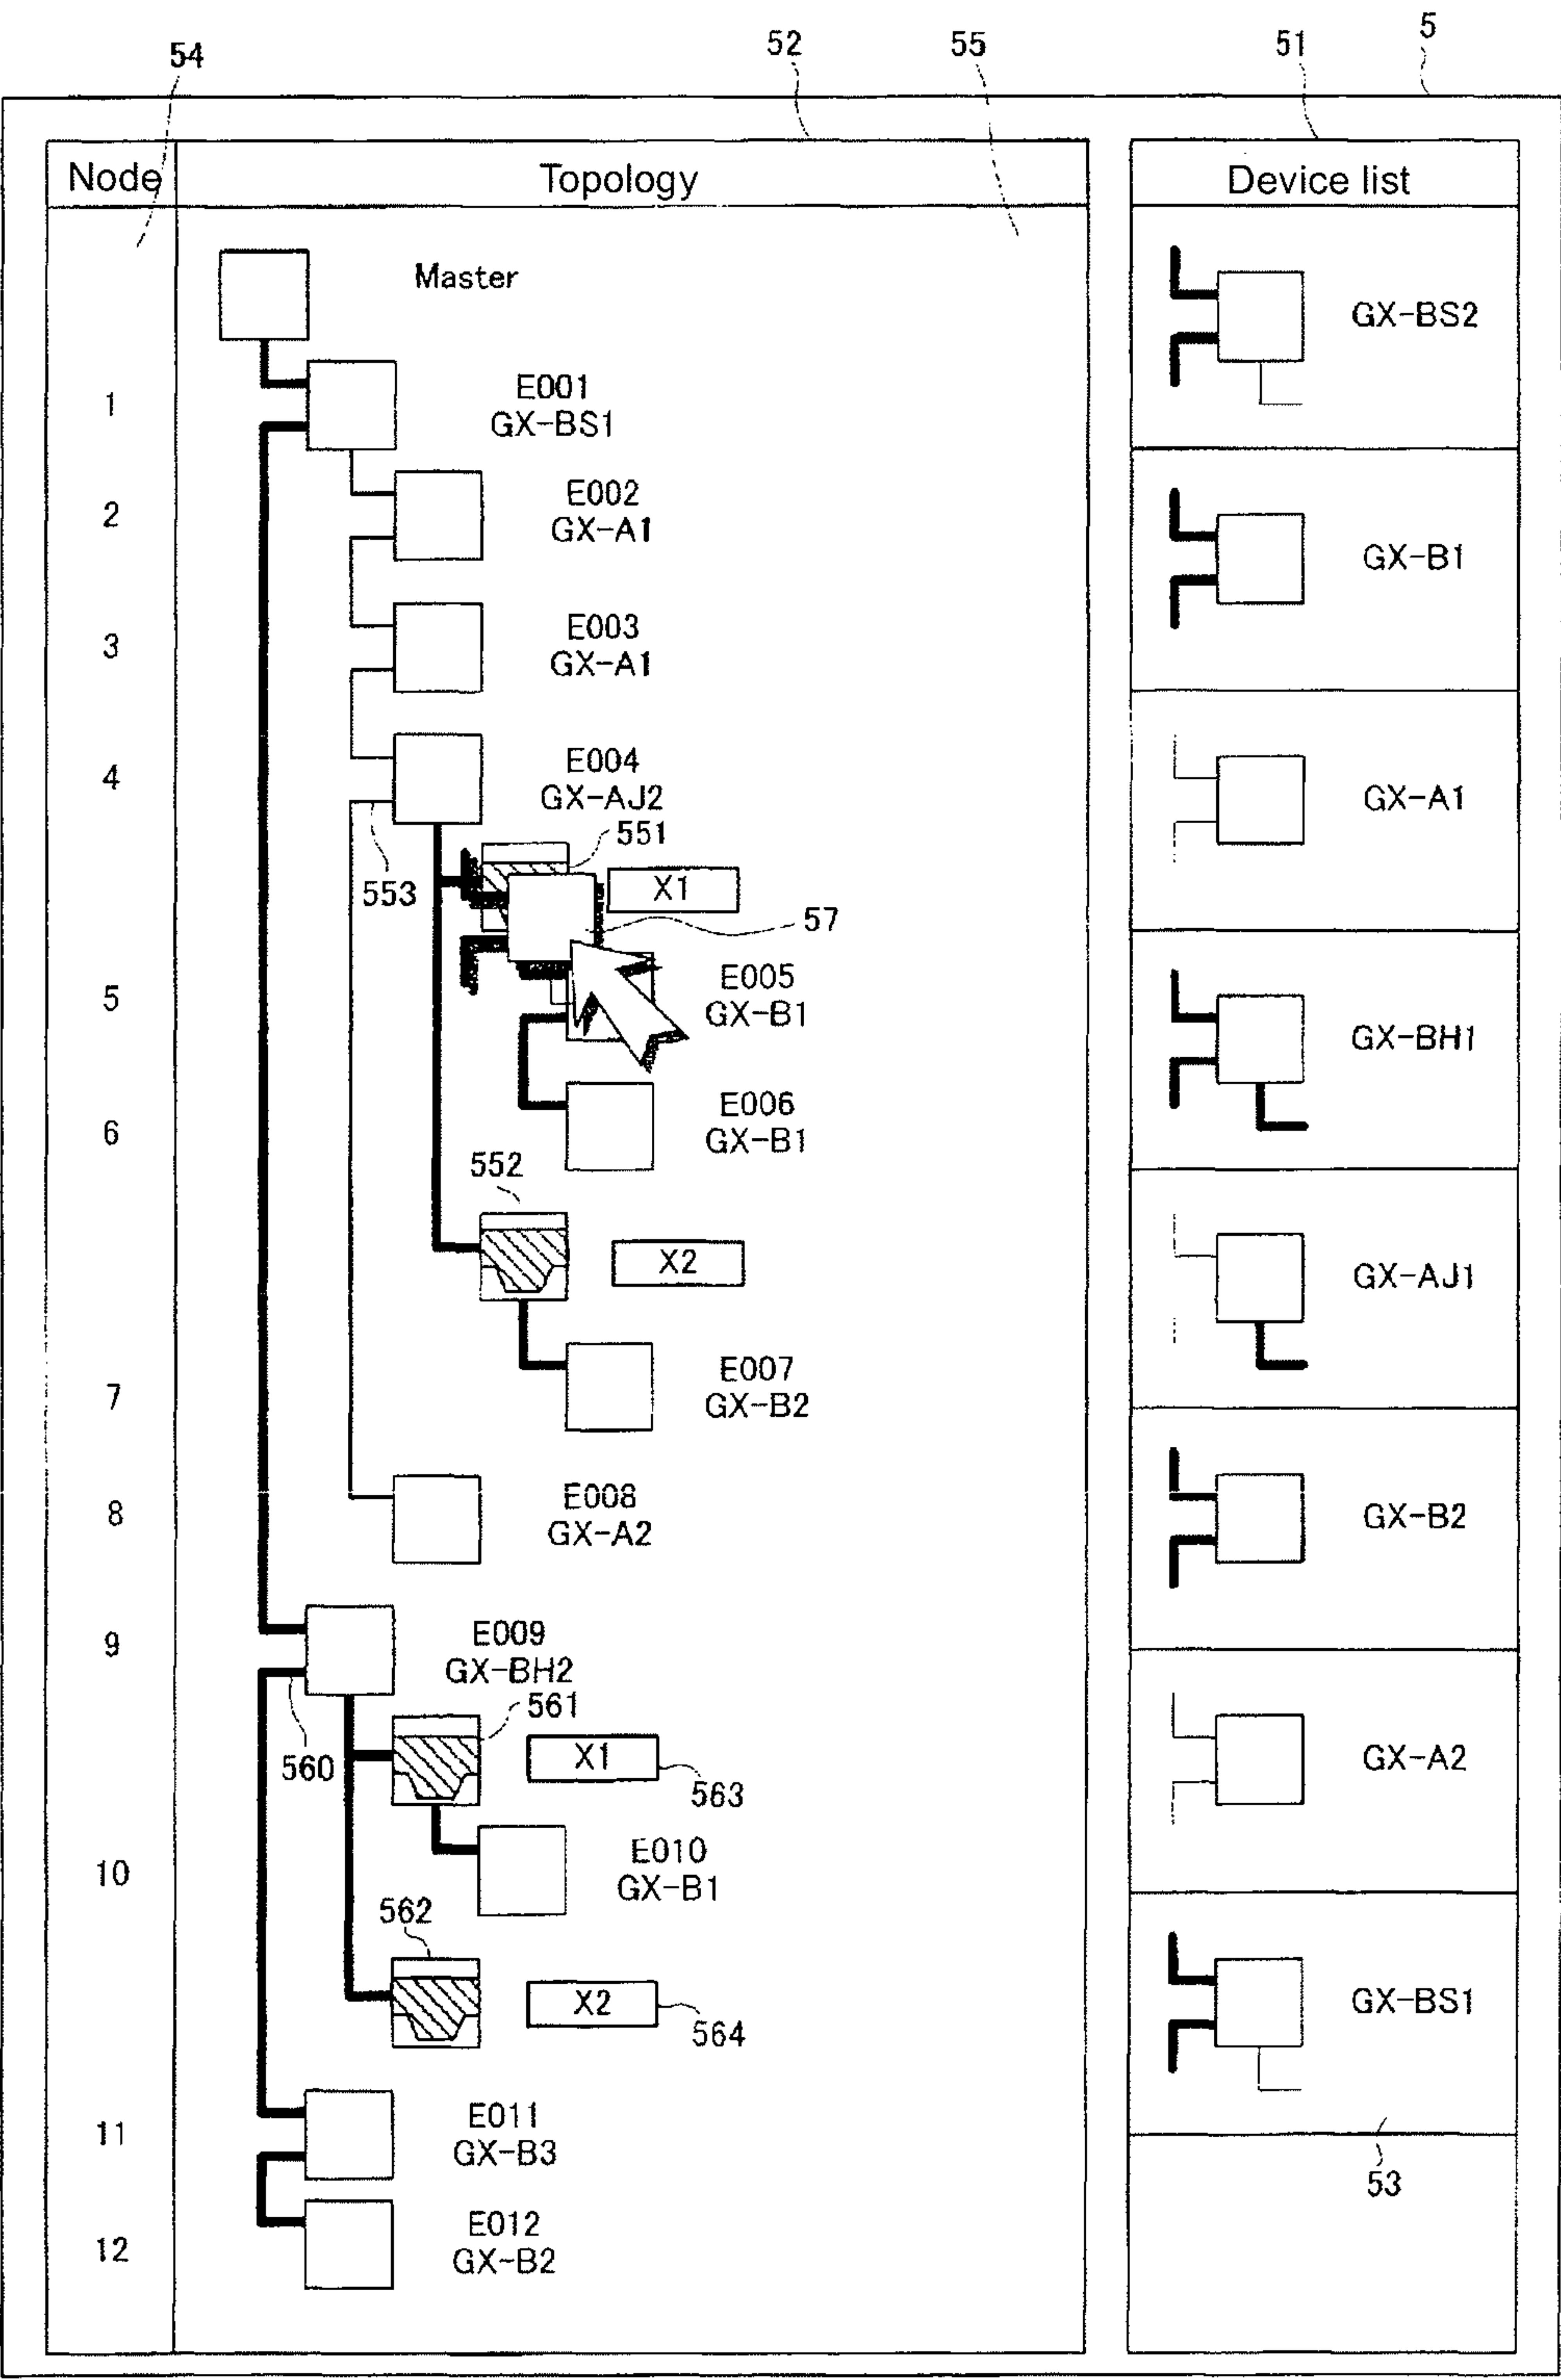 54
52
55
51
5
Node
Topology
Device list
Master
1
E001
GX-BS1
2
E002
GX-A1
3
E003
GX-A1
4
E004
GX-AJ2
551
553
X1
57
5
E005
GX-B1
6
E006
GX-B1
552
X2
7
E007
GX-B2
8
E008
GX-A2
9
E009
GX-BH2
561
560
X1
563
10
E010
GX-B1
562
X2
564
11
E011
GX-B3
12
E012
GX-B2
GX-BS2
GX-B1
GX-A1
GX-BH1
GX-AJ1
GX-B2
GX-A2
GX-BS1
53